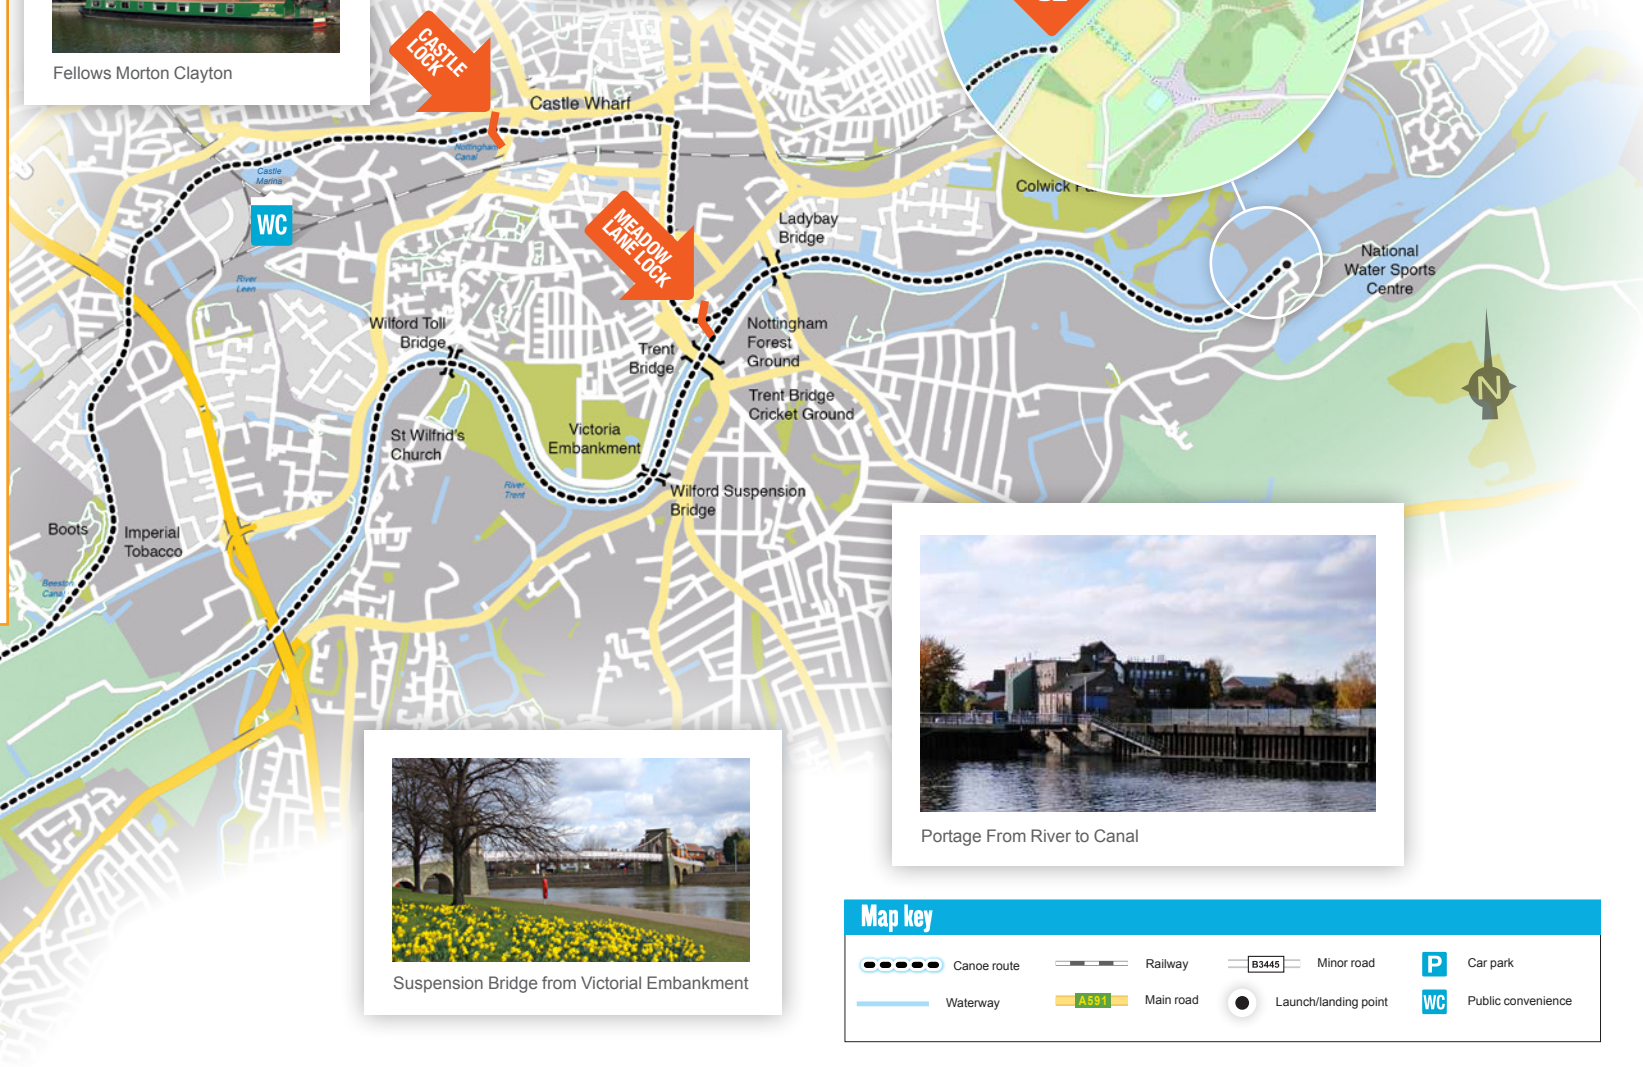 Fellows Morton Clayton
CASTLE
LOCK
Castle Wharf
Nottingham
Canal
Castle
Marina
WC
River
Leen
MEADOW
LANE LOCK
Ladybay
Bridge
Colwick
National
Water Sports
Centre
N
Wilford Toll
Bridge
Trent
Bridge
Nottingham
Forest
Ground
Trent Bridge
Cricket Ground
St Wilfrid's
Church
Victoria
Embankment
River
Trent
Wilford Suspension
Bridge
Boots
Imperial
Tobacco
Beeston
Canal
Portage From River to Canal
Suspension Bridge from Victorial Embankment
Map key
Canoe route
Railway
B3445
Minor road
P
Car park
Waterway
A591
Main road
Launch/landing point
WC
Public convenience